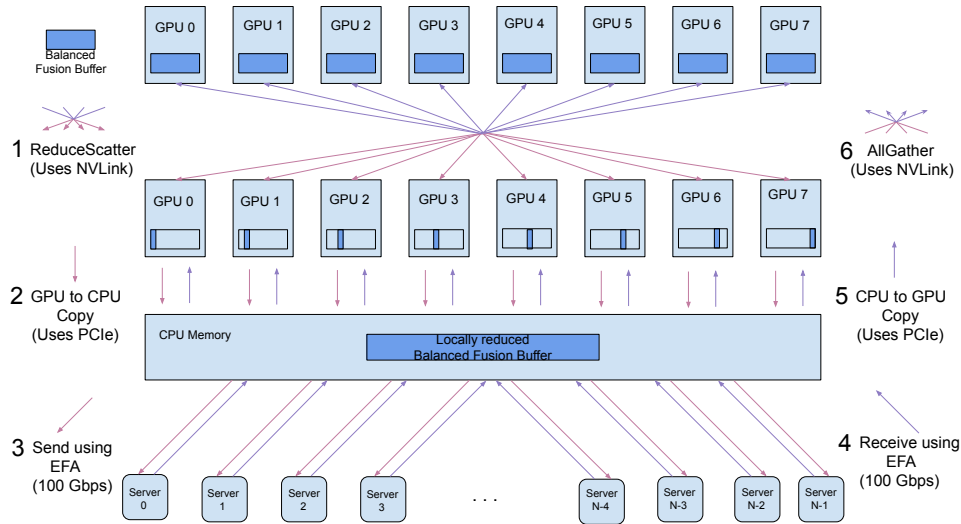 GPU 0
GPU 1
GPU 2
GPU 3
GPU 4
GPU 5
GPU 6
GPU 7
Balanced
Fusion Buffer
1 ReduceScatter
(Uses NVLink)
6 AllGather
(Uses NVLink)
GPU 0
GPU 1
GPU 2
GPU 3
GPU 4
GPU 5
GPU 6
GPU 7
2 GPU to CPU
Copy
(Uses PCIe)
5 CPU to GPU
Copy
(Uses PCIe)
CPU Memory
Locally reduced
Balanced Fusion Buffer
3 Send using
EFA
(100 Gbps)
4 Receive using
EFA
(100 Gbps)
Server
0
Server
1
Server
2
Server
3
. . .
Server
N-4
Server
N-3
Server
N-2
Server
N-1